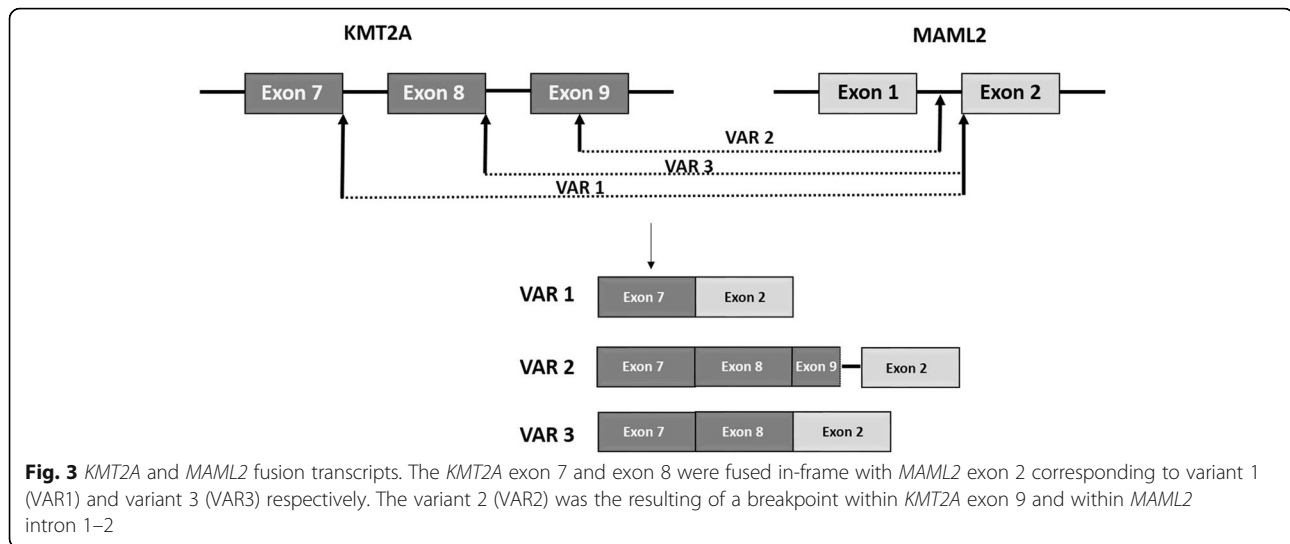 KMT2A MAML2
Exon 7 Exon 8 Exon 9 Exon 1 Exon 2
VAR 2
VAR 3
VAR 1
VAR 1 Exon 7 Exon 2
VAR 2 Exon 7 Exon 8 Exon 9 Exon 2
VAR 3 Exon 7 Exon 8 Exon 2
Fig. 3 KMT2A and MAML2 fusion transcripts. The KMT2A exon 7 and exon 8 were fused in-frame with MAML2 exon 2 corresponding to variant 1
(VAR1) and variant 3 (VAR3) respectively. The variant 2 (VAR2) was the resulting of a breakpoint within KMT2A exon 9 and within MAML2
intron 1–2